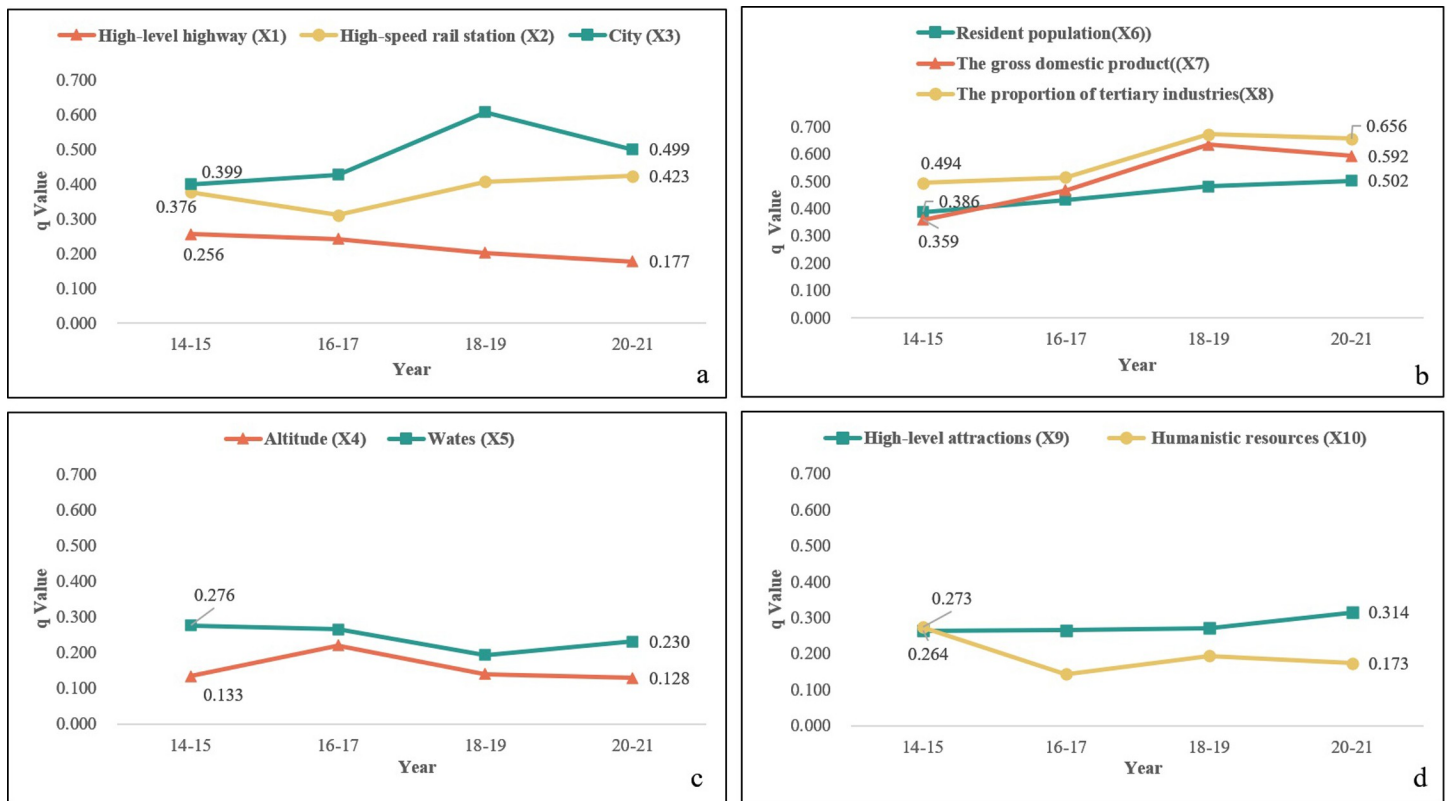 High-level highway (X1) High-speed rail station (X2) City (X3)
0.700
0.600
0.500
0.400
0.300
0.200
0.100
0.000
q Value
0.399
0.376
0.256
0.499
0.423
0.177
14-15 16-17 18-19 20-21
Year
a
Resident population(X6))
The gross domestic product((X7)
The proportion of tertiary industries(X8)
0.700
0.600
0.500
0.400
0.300
0.200
0.100
0.000
q Value
0.494
0.386
0.359
0.656
0.592
0.502
14-15 16-17 18-19 20-21
Year
b
Altitude (X4) Wates (X5)
0.700
0.600
0.500
0.400
0.300
0.200
0.100
0.000
q Value
0.276
0.133
0.230
0.128
14-15 16-17 18-19 20-21
Year
c
High-level attractions (X9) Humanistic resources (X10)
0.700
0.600
0.500
0.400
0.300
0.200
0.100
0.000
q Value
0.273
0.264
0.314
0.173
14-15 16-17 18-19 20-21
Year
d